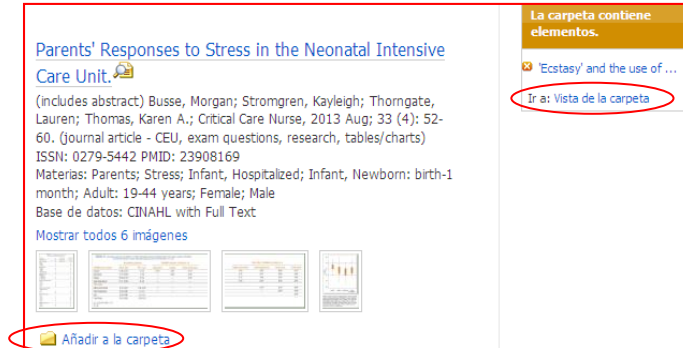 Parents' Responses to Stress in the Neonatal Intensive
Care Unit.
(includes abstract) Busse, Morgan; Stromgren, Kayleigh; Thorngate,
Lauren; Thomas, Karen A.; Critical Care Nurse, 2013 Aug; 33 (4): 52-
60. (journal article - CEU, exam questions, research, tables/charts)
ISSN: 0279-5442 PMID: 23908169
Materias: Parents; Stress; Infant, Hospitalized; Infant, Newborn: birth-1
month; Adult: 19-44 years; Female; Male
Base de datos: CINAHL with Full Text
Mostrar todos 6 imágenes
Añadir a la carpeta
La carpeta contiene
elementos.
'Ecstasy' and the use of ...
Ir a: Vista de la carpeta